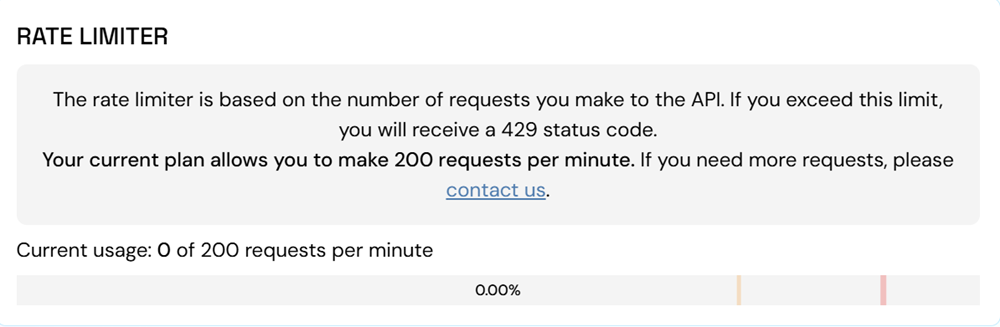 RATE LIMITER
The rate limiter is based on the number of requests you make to the API. If you exceed this limit,
you will receive a 429 status code.
Your current plan allows you to make 200 requests per minute. If you need more requests, please
contact us.
Current usage: 0 of 200 requests per minute
0.00%